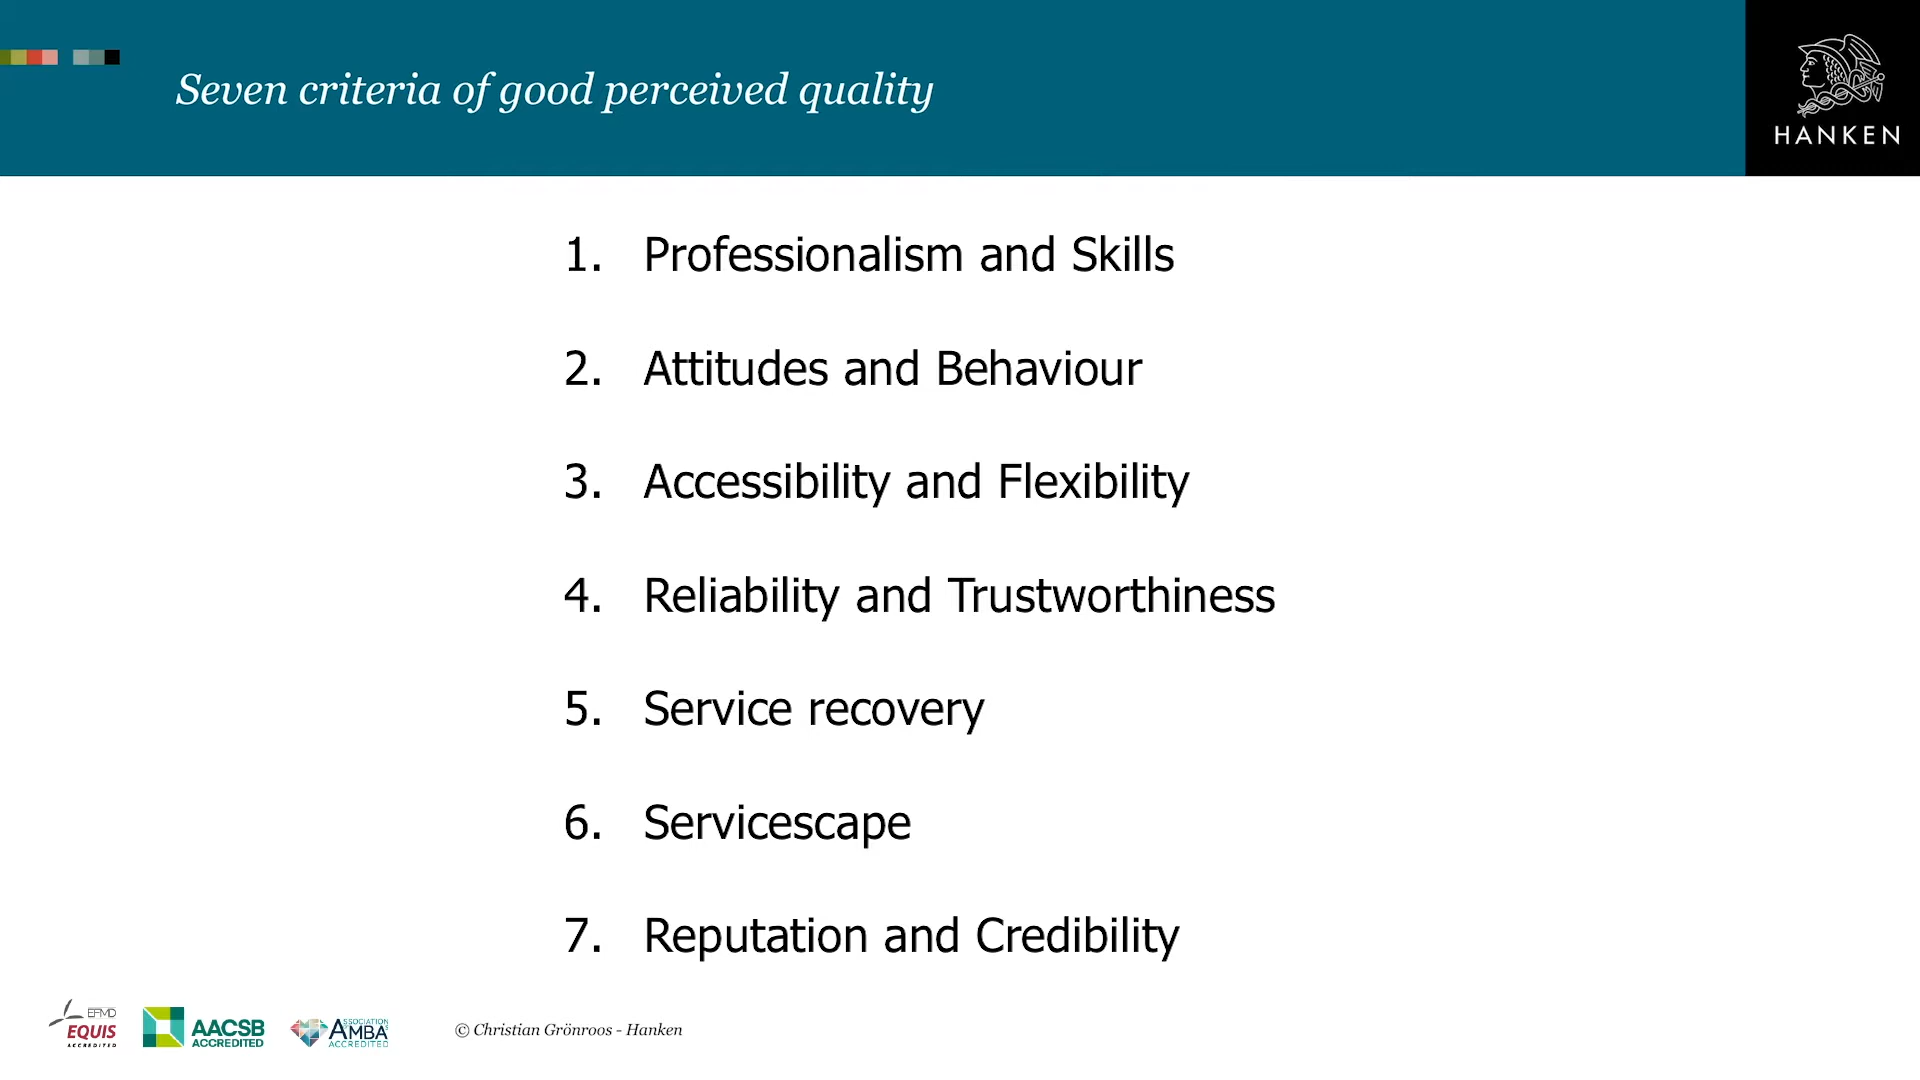 Seven criteria of good perceived quality
HANKEN
1. Professionalism and Skills
2. Attitudes and Behaviour
3. Accessibility and Flexibility
4. Reliability and Trustworthiness
5. Service recovery
6. Servicescape
7. Reputation and Credibility
EFMD
EQUIS
ACCREDITED
AACSB
ACCREDITED
ASSOCIATION
OF
MBAS
AMBA
ACCREDITED
© Christian Grönroos - Hanken